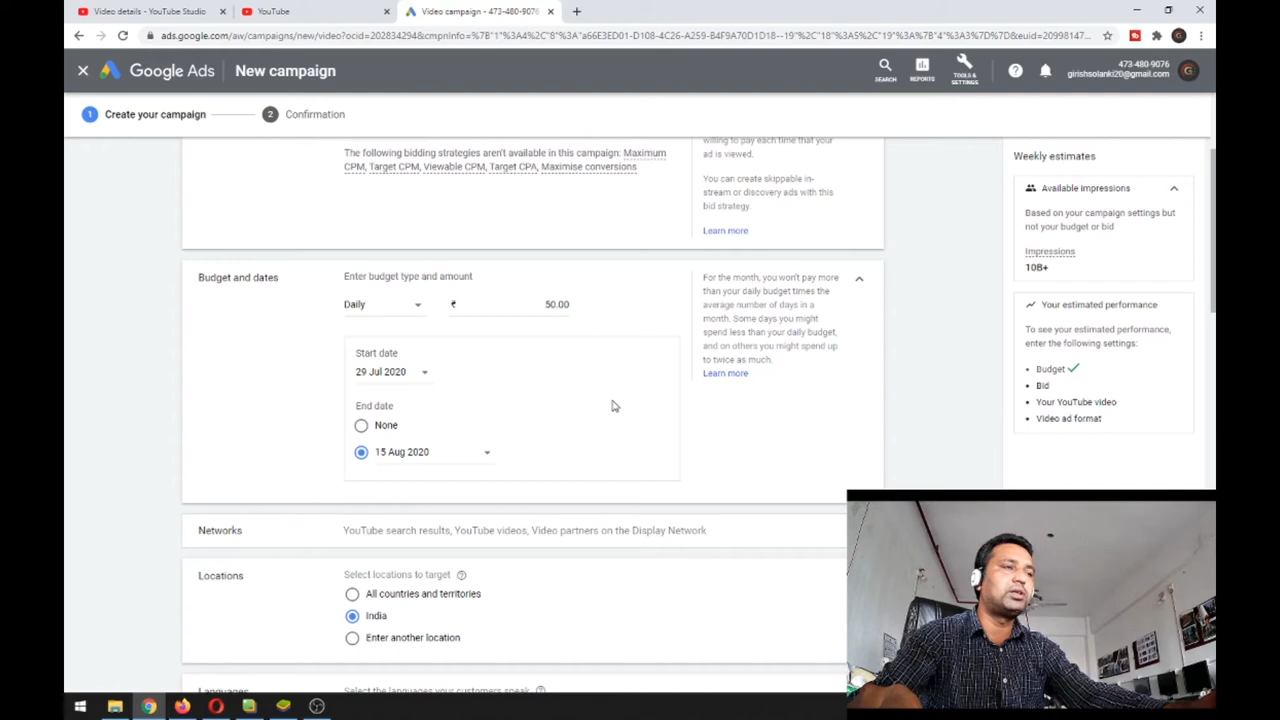 Video details - YouTube Studio
YouTube
Video campaign - 473-480-9076
ads.google.com/aw/campaigns/new/video?ocid=202834294&cmpnInfo=%7B"1"%3A4%2C"8"%3A"a66E3ED01-D108-4C26-A259-B4F9A70D1D18--19"%2C"18"%3A5%2C"19"%3A%7B"4"%3A3%7D%7D&euid=20998147...
Google Ads
New campaign
SEARCH
REPORTS
TOOLS & SETTINGS
473-480-9076
girishsolanki20@gmail.com
G
1 Create your campaign
2 Confirmation
The following bidding strategies aren't available in this campaign: Maximum
CPM, Target CPM, Viewable CPM, Target CPA, Maximise conversions
willing to pay each time that your
ad is viewed.
You can create skippable in-
stream or discovery ads with this
bid strategy.
Learn more
Budget and dates
Enter budget type and amount
Daily
₹ 50.00
Start date
29 Jul 2020
End date
None
15 Aug 2020
For the month, you won't pay more
than your daily budget times the
average number of days in a
month. Some days you might
spend less than your daily budget,
and on others you might spend up
to twice as much.
Learn more
Networks
YouTube search results, YouTube videos, Video partners on the Display Network
Locations
Select locations to target
All countries and territories
India
Enter another location
Languages
Select the languages your customers speak.
Weekly estimates
Available impressions
Based on your campaign settings but
not your budget or bid
Impressions
10B+
Your estimated performance
To see your estimated performance,
enter the following settings:
• Budget
• Bid
• Your YouTube video
• Video ad format